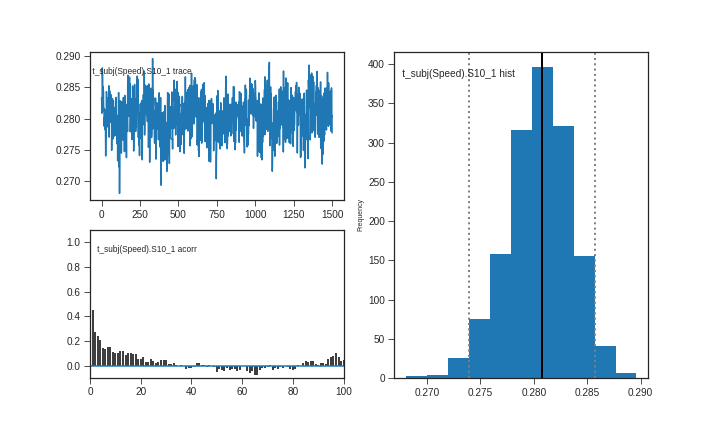 0.290
0.285
0.280
0.275
0.270
t_subj(Speed).S10_1 trace
0 250 500 750 1000 1250 1500
1.0
0.8
0.6
0.4
0.2
0.0
t_subj(Speed).S10_1 acorr
0 20 40 60 80 100
400
350
300
250
200
150
100
50
0
Frequency
t_subj(Speed).S10_1 hist
0.270 0.275 0.280 0.285 0.290